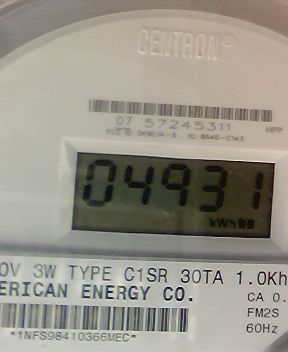 CENTRON®
07 57245311
HPP
04931
kWh
0V 3W TYPE C1SR 30TA 1.0Kh
ERICAN ENERGY CO.
CA 0.
FM2S
60Hz
*1NFS98410366MEC*